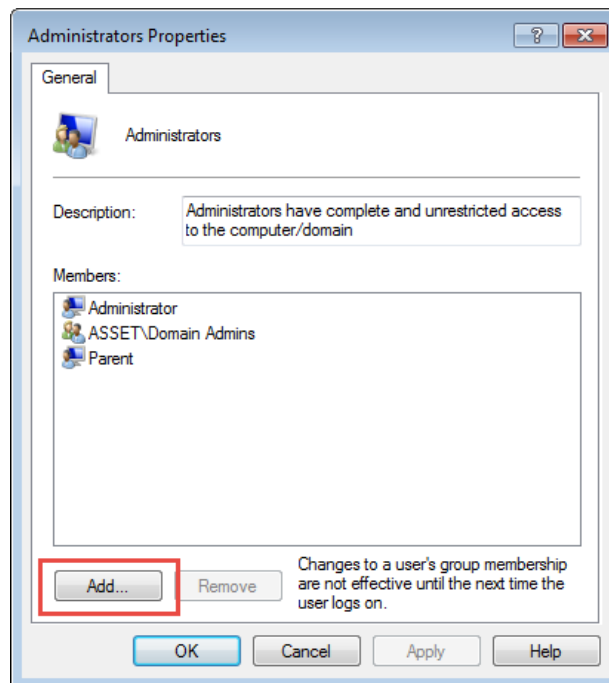 Administrators Properties
General
Administrators
Description:
Administrators have complete and unrestricted access
to the computer/domain
Members:
Administrator
ASSET\Domain Admins
Parent
Add...
Remove
Changes to a user's group membership
are not effective until the next time the
user logs on.
OK
Cancel
Apply
Help